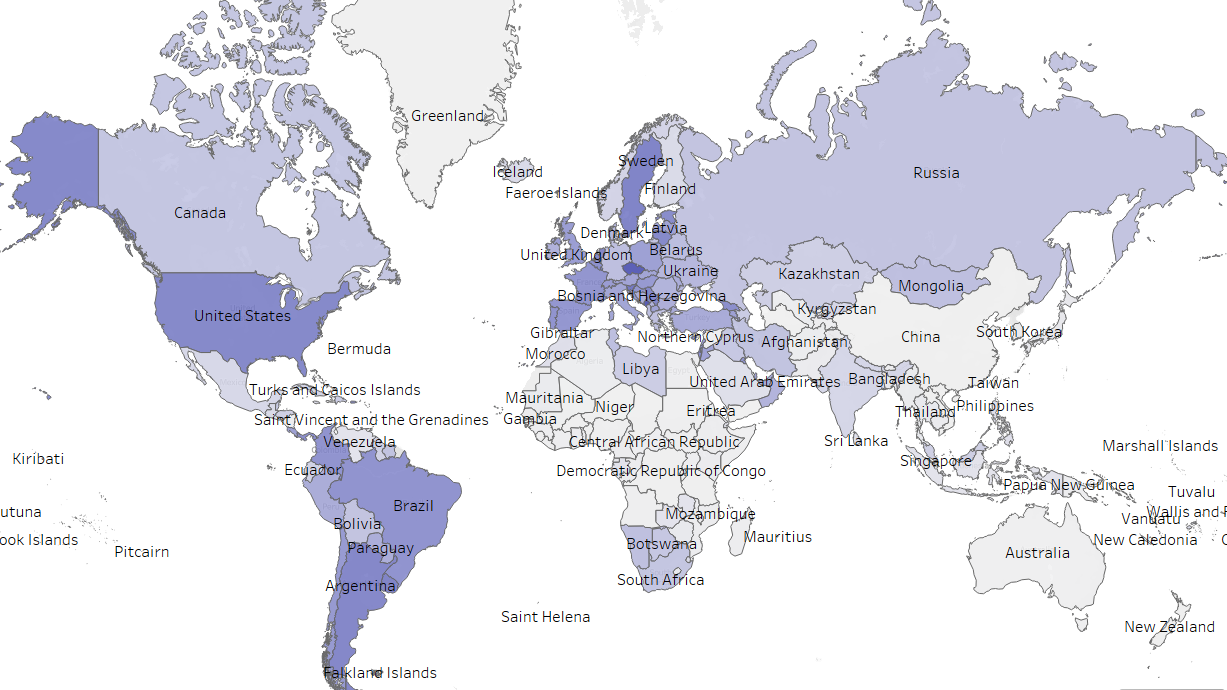 Greenland
Iceland
Sweden
Russia
Faeroe Islands
Finland
Canada
Denmark
Latvia
United Kingdom
Belarus
Ukraine
Kazakhstan
Mongolia
Bosnia and Herzegovina
Kyrgyzstan
United States
Gibraltar
Northern Cyprus
Afghanistan
China
South Korea
Bermuda
Morocco
Libya
United Arab Emirates
Bangladesh
Taiwan
Turks and Caicos Islands
Mauritania
Niger
Eritrea
Thailand
Philippines
Saint Vincent and the Grenadines
Gambia
Venezuela
Central African Republic
Sri Lanka
Marshall Islands
Kiribati
Ecuador
Democratic Republic of Congo
Singapore
Papua New Guinea
Tuvalu
Brazil
utuna
Mozambique
Wallis and F
Bolivia
Vanuatu
ook Islands
Pitcairn
Paraguay
Botswana
Mauritius
New Caledonia
C
Australia
Argentina
South Africa
Saint Helena
New Zealand
Falkland Islands